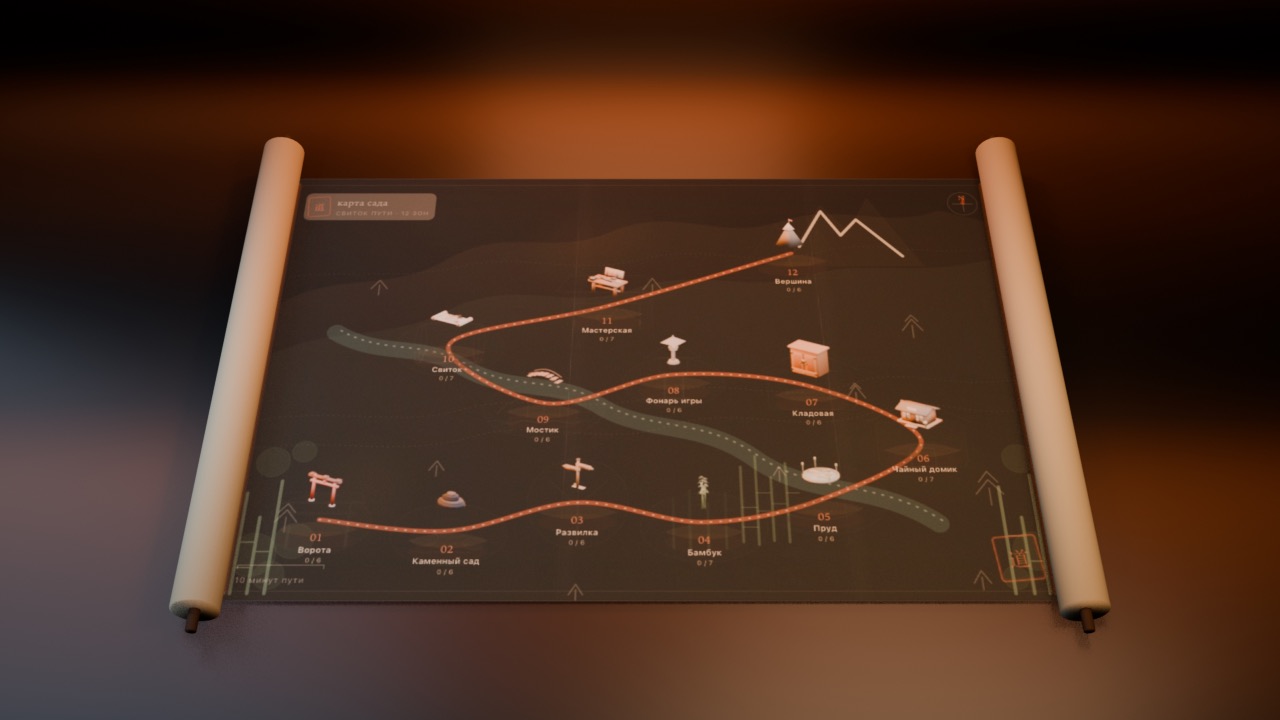 карта сада
СВИТОК ПУТИ · 12 ЗОН
12
Вершина
0 / 6
11
Мастерская
0 / 7
10
Свиток
0 / 7
09
Мостик
0 / 6
08
Фонарь игры
0 / 6
07
Кладовая
0 / 6
06
Чайный домик
0 / 7
05
Пруд
0 / 6
04
Бамбук
0 / 7
03
Развилка
0 / 6
02
Каменный сад
0 / 6
01
Ворота
0 / 6
10 минут пути